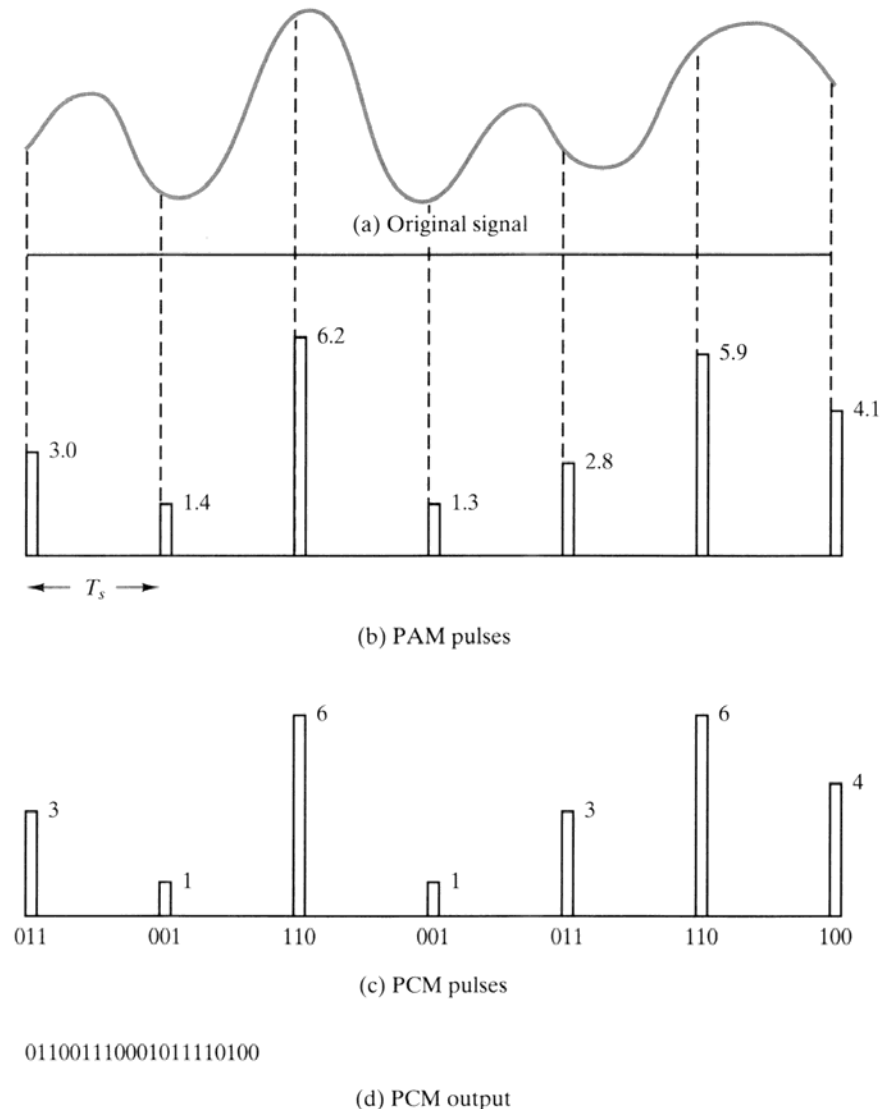 (a) Original signal
6.2
5.9
4.1
3.0
2.8
1.4
1.3
T_s
(b) PAM pulses
6
6
4
3
3
1
1
011 001 110 001 011 110 100
(c) PCM pulses
011001110001011110100
(d) PCM output